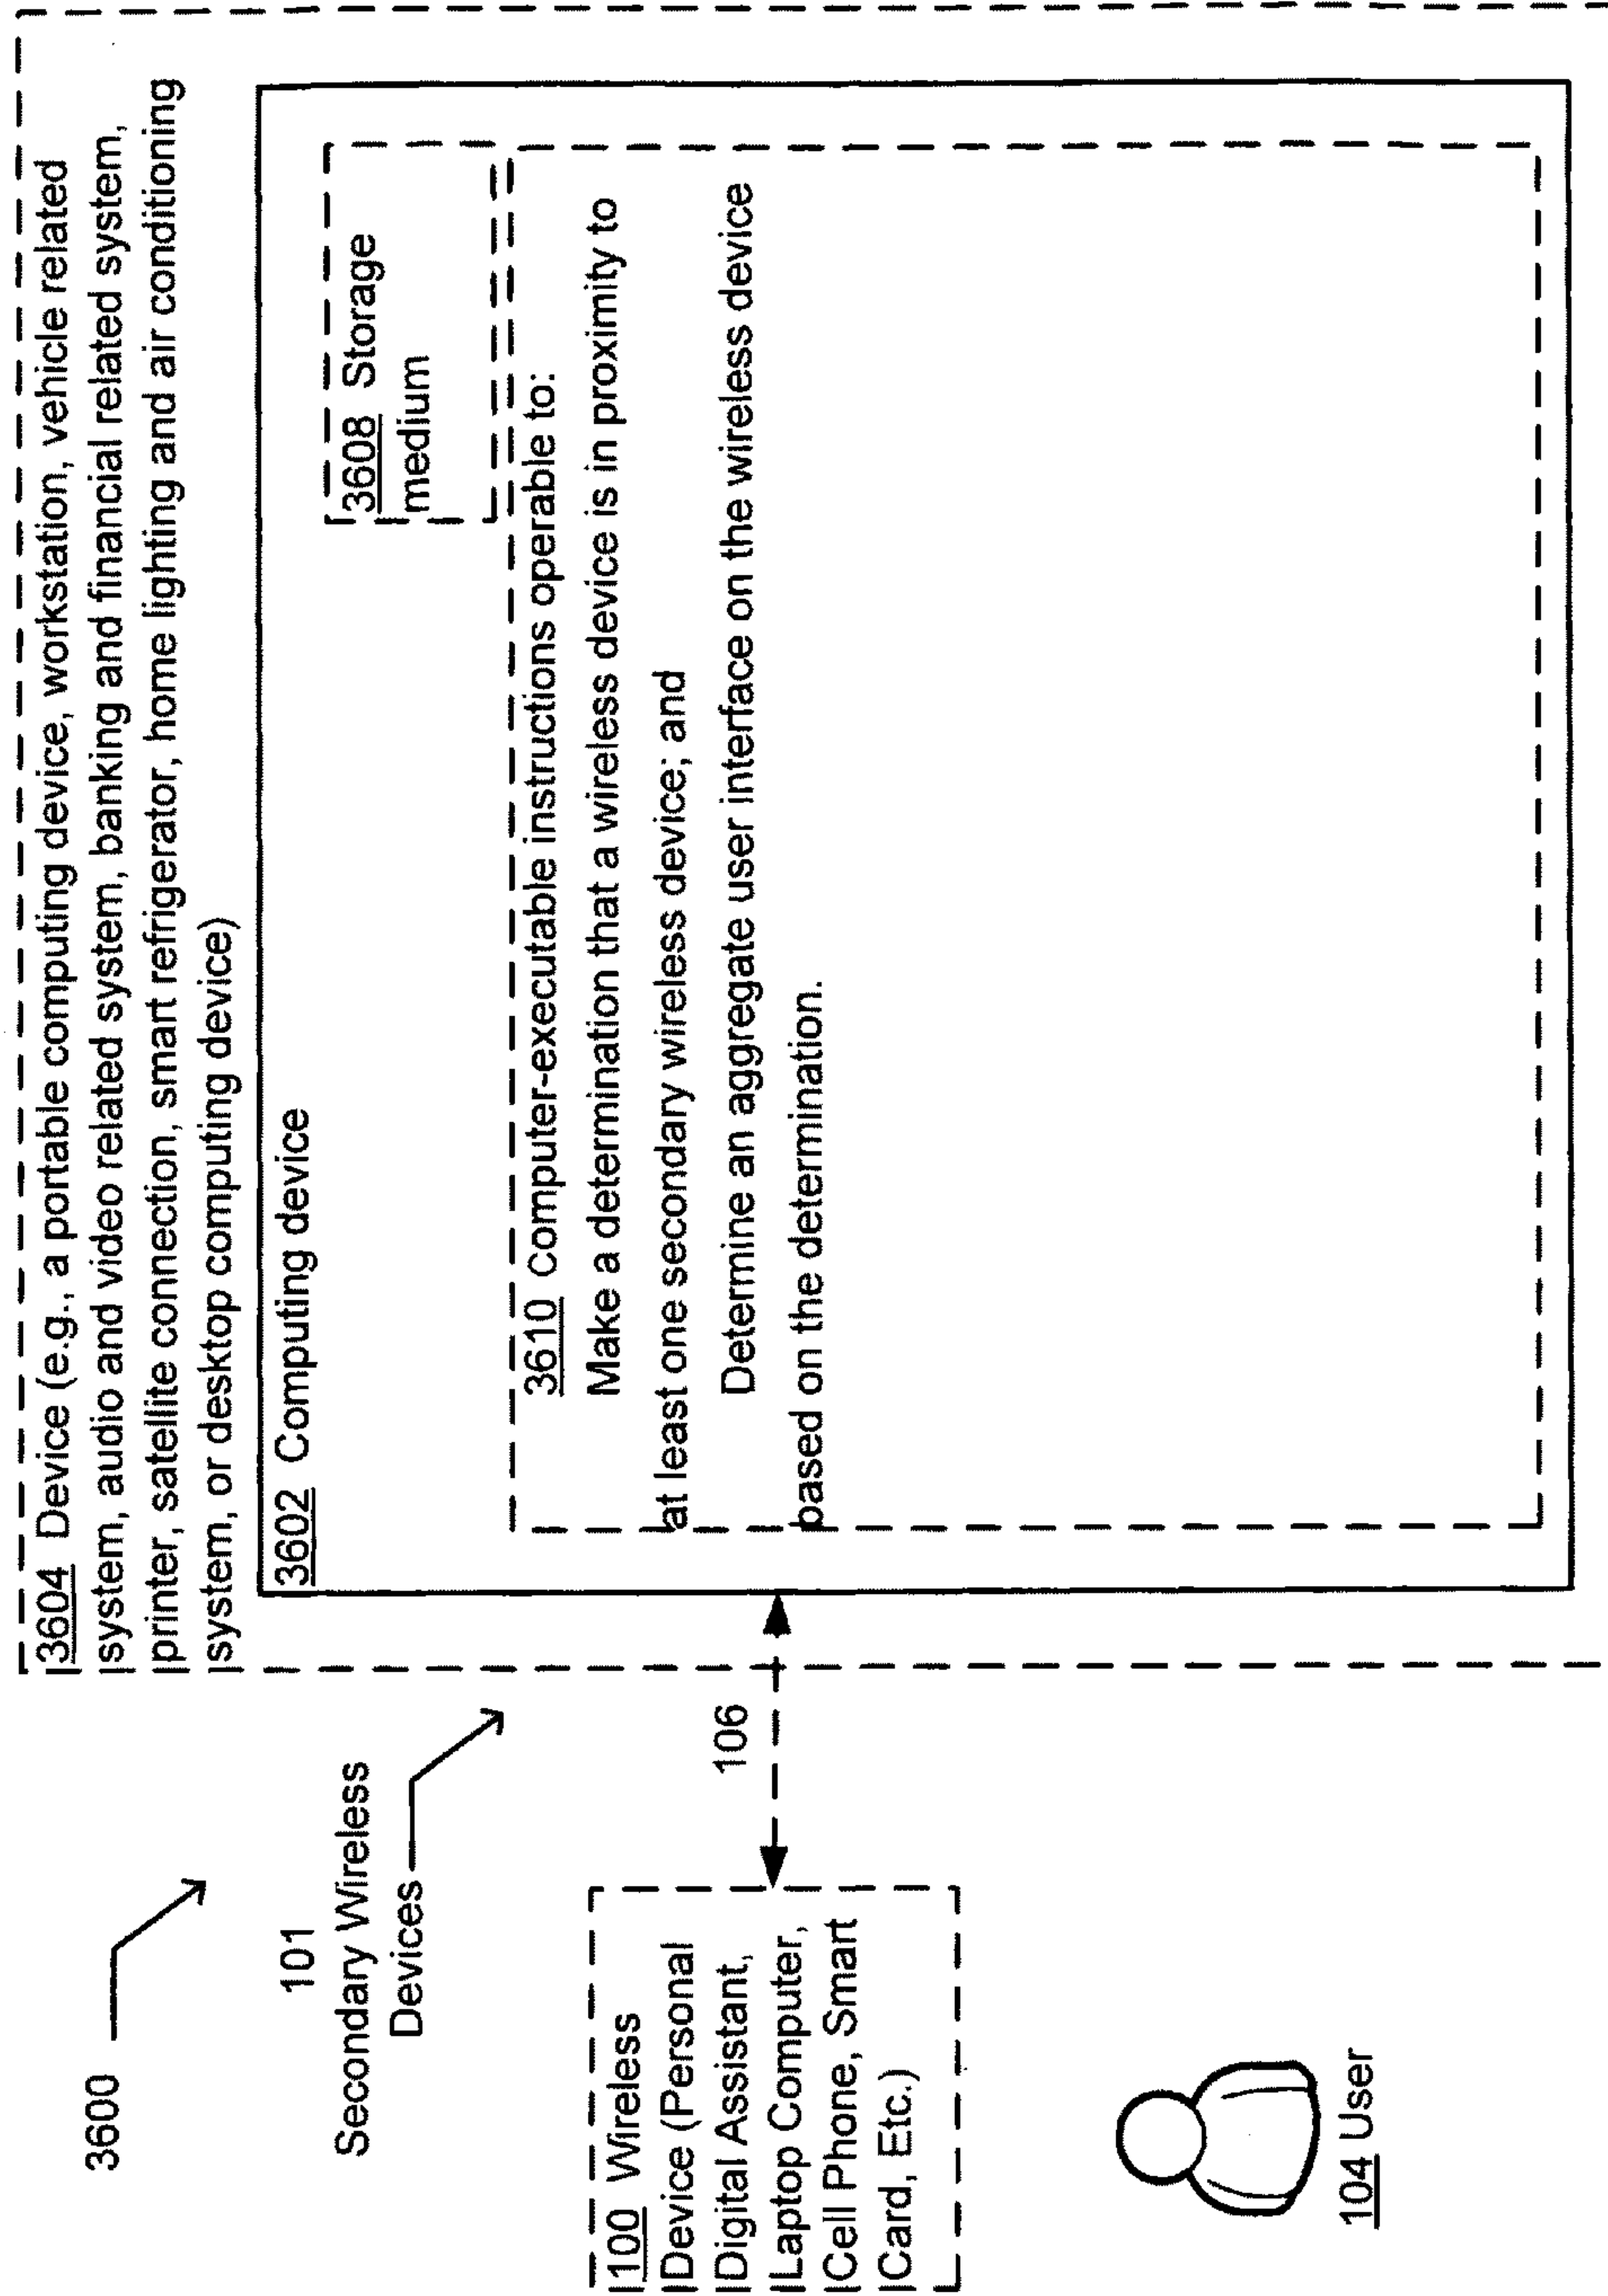 3600
101
Secondary Wireless
Devices
3604 Device (e.g., a portable computing device, workstation, vehicle related
system, audio and video related system, banking and financial related system,
printer, satellite connection, smart refrigerator, home lighting and air conditioning
system, or desktop computing device)
3602 Computing device
3608 Storage
medium
3610 Computer-executable instructions operable to:
Make a determination that a wireless device is in proximity to
at least one secondary wireless device; and
Determine an aggregate user interface on the wireless device
based on the determination.
106
100 Wireless
Device (Personal
Digital Assistant,
Laptop Computer,
Cell Phone, Smart
Card, Etc.)
104 User